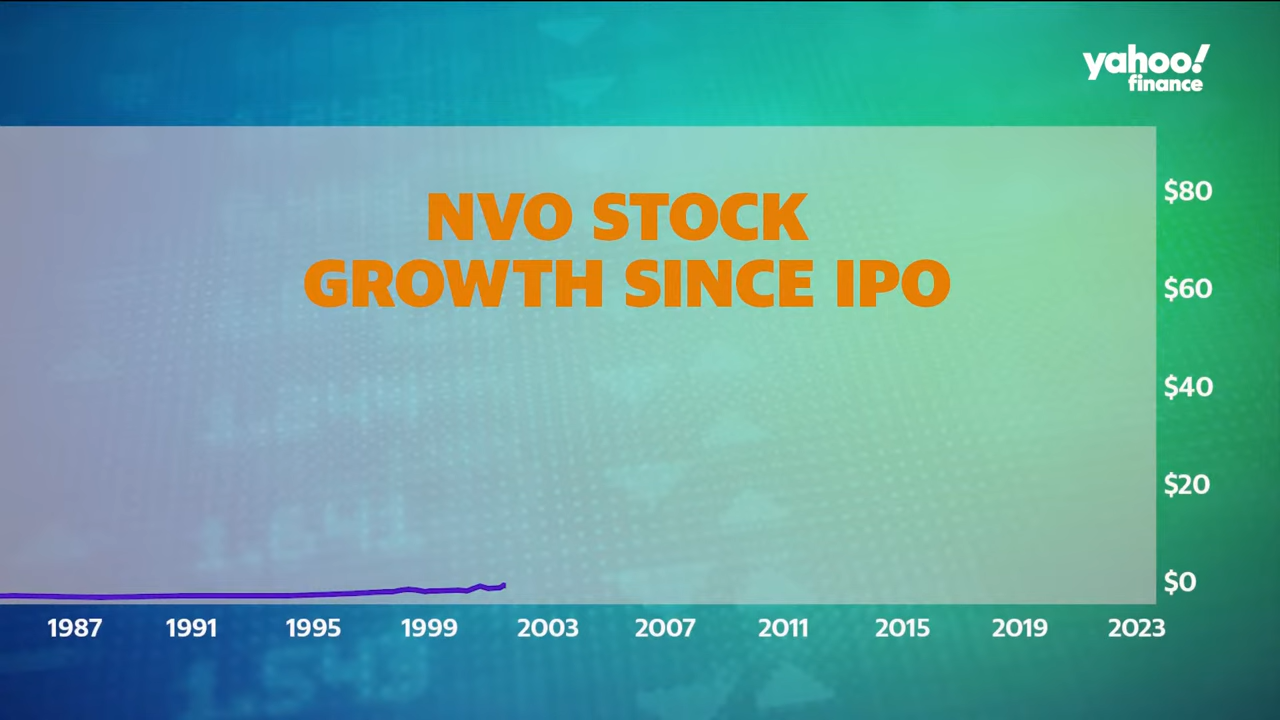 yahoo!
finance
NVO STOCK
GROWTH SINCE IPO
$80
$60
$40
$20
$0
1987 1991 1995 1999 2003 2007 2011 2015 2019 2023